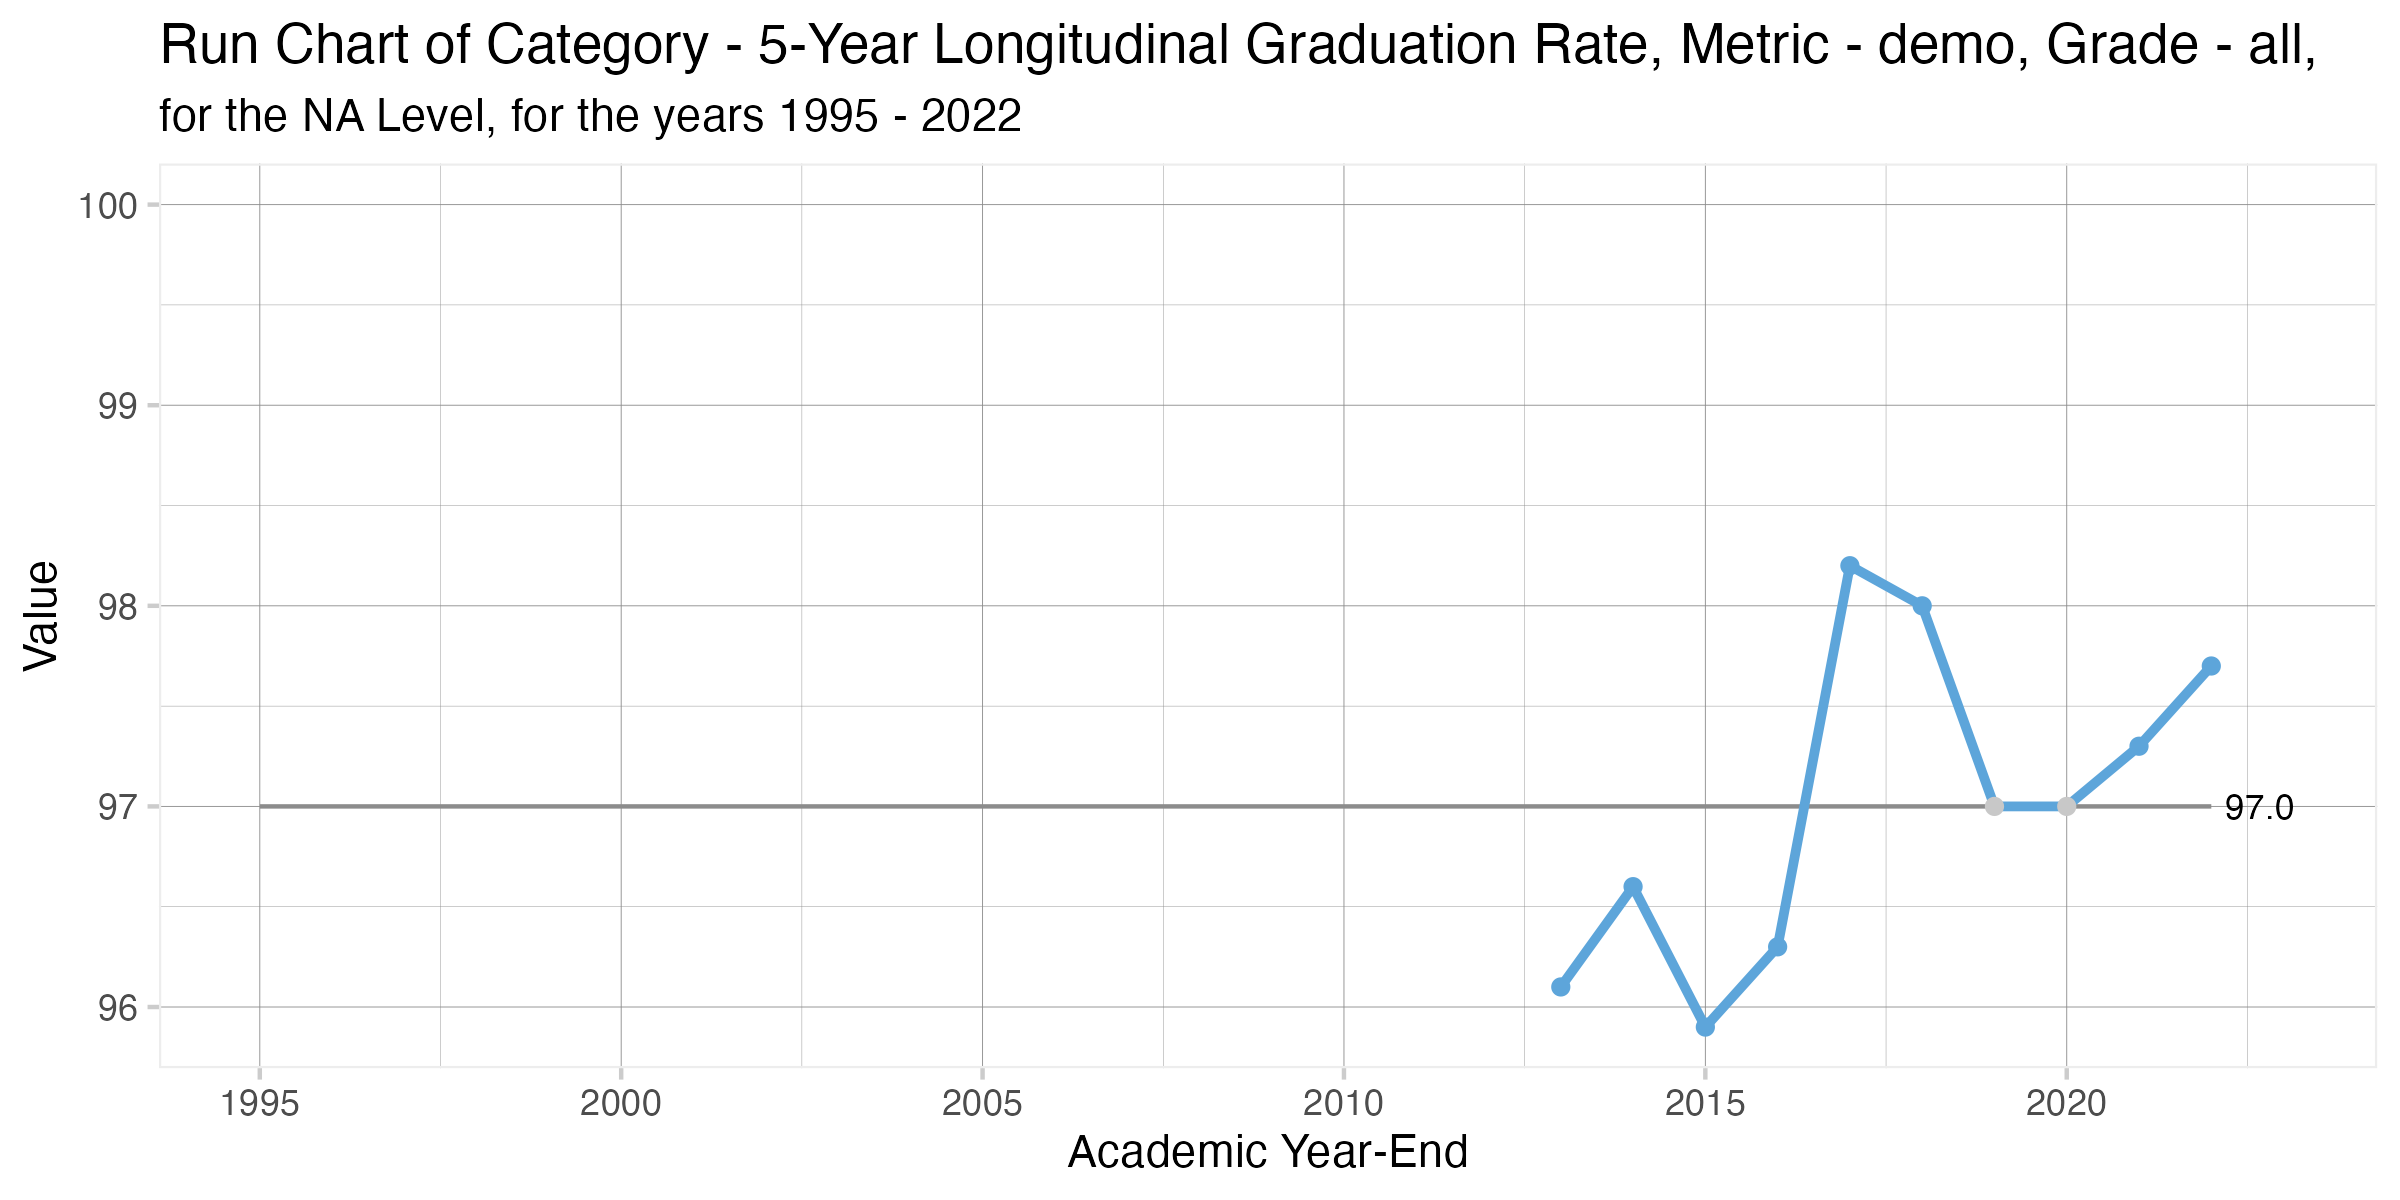 Run Chart of Category - 5-Year Longitudinal Graduation Rate, Metric - demo, Grade - all,
for the NA Level, for the years 1995 - 2022
100
99
98
97
96
Value
97.0
1995 2000 2005 2010 2015 2020
Academic Year-End